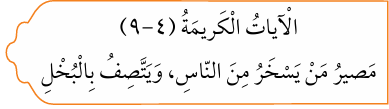 الْآيَاتُ الْكَرِيمَةُ (٤-٩)
مَصِيرُ مَنْ يَسْخَرُ مِنَ النَّاسِ، وَيَتَّصِفُ بِالْبُخْلِ